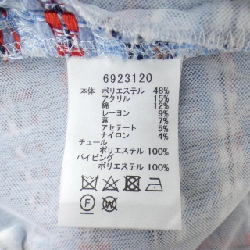 6923120
本体 ポリエステル 48%
アクリル 15%
綿 12%
レーヨン 9%
麻 7%
アセテート 5%
ナイロン 4%
チュール
ポリエステル 100%
パイピング
ポリエステル 100%